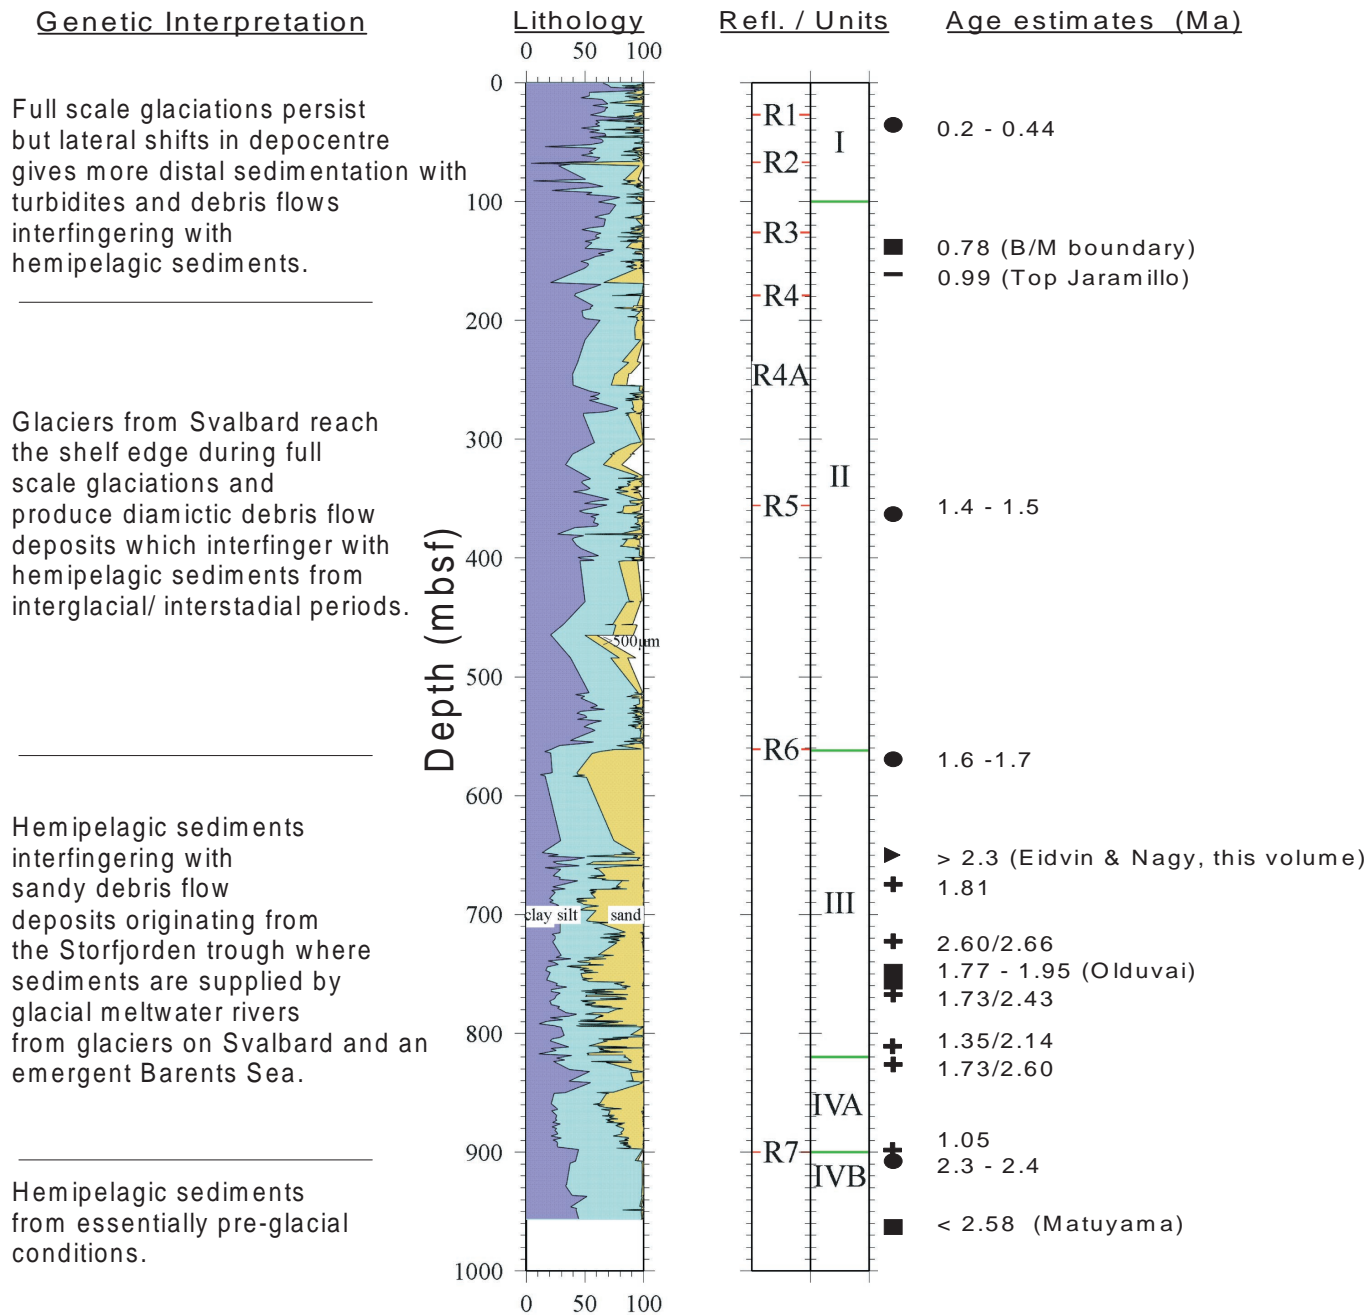 Genetic Interpretation
Lithology
Refl. / Units
Age estimates (Ma)
0 50 100
Full scale glaciations persist
but lateral shifts in depocentre
gives more distal sedimentation with
turbidites and debris flows
interfingering with
hemipelagic sediments.
Glaciers from Svalbard reach
the shelf edge during full
scale glaciations and
produce diamictic debris flow
deposits which interfinger with
hemipelagic sediments from
interglacial/ interstadial periods.
Hemipelagic sediments
interfingering with
sandy debris flow
deposits originating from
the Storfjorden trough where
sediments are supplied by
glacial meltwater rivers
from glaciers on Svalbard and an
emergent Barents Sea.
Hemipelagic sediments
from essentially pre-glacial
conditions.
Depth (mbsf)
0
100
200
300
400
500
600
700
800
900
1000
>500µm
clay silt sand
0 50 100
R1
R2
R3
R4
R4A
R5
R6
R7
I
II
III
IVA
IVB
0.2 - 0.44
0.78 (B/M boundary)
0.99 (Top Jaramillo)
1.4 - 1.5
1.6 -1.7
> 2.3 (Eidvin & Nagy, this volume)
1.81
2.60/2.66
1.77 - 1.95 (Olduvai)
1.73/2.43
1.35/2.14
1.73/2.60
1.05
2.3 - 2.4
< 2.58 (Matuyama)